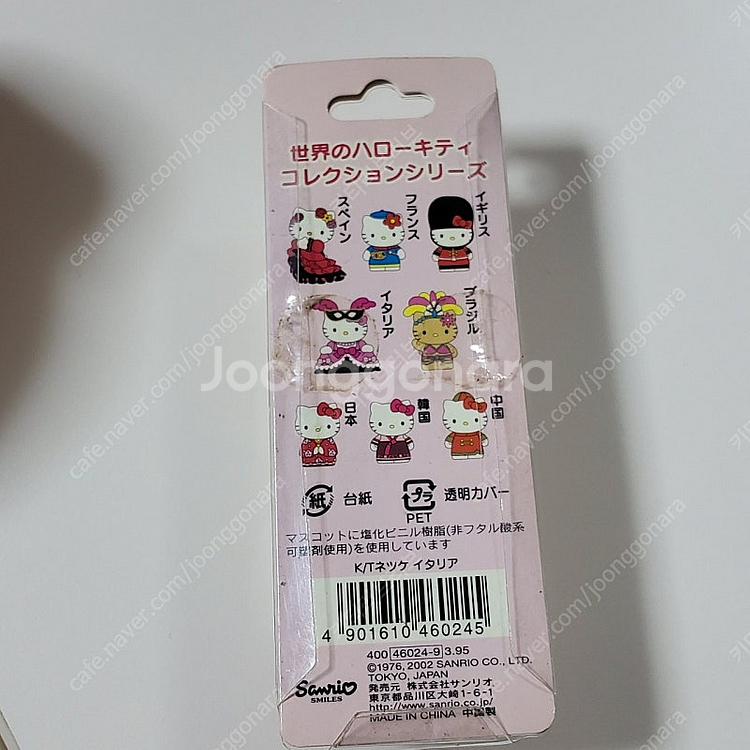 世界のハローキティ
コレクションシリーズ
スペイン
フランス
イギリス
イタリア
ブラジル
日本
韓国
中国
紙
台紙
プラ
PET
透明カバー
マスコットに塩化ビニル樹脂(非フタル酸系
可塑剤使用)を使用しています
K/Tネツケ イタリア
4 901610 460245
400 46024-9 3.95
©1976, 2002 SANRIO CO., LTD.
TOKYO, JAPAN
発売元 株式会社サンリオ
東京都品川区大崎1-6-1
http://www.sanrio.co.jp/
MADE IN CHINA 中国製
Sanrio
SMILES
Joonggonara
cafe.naver.com/joonggonara